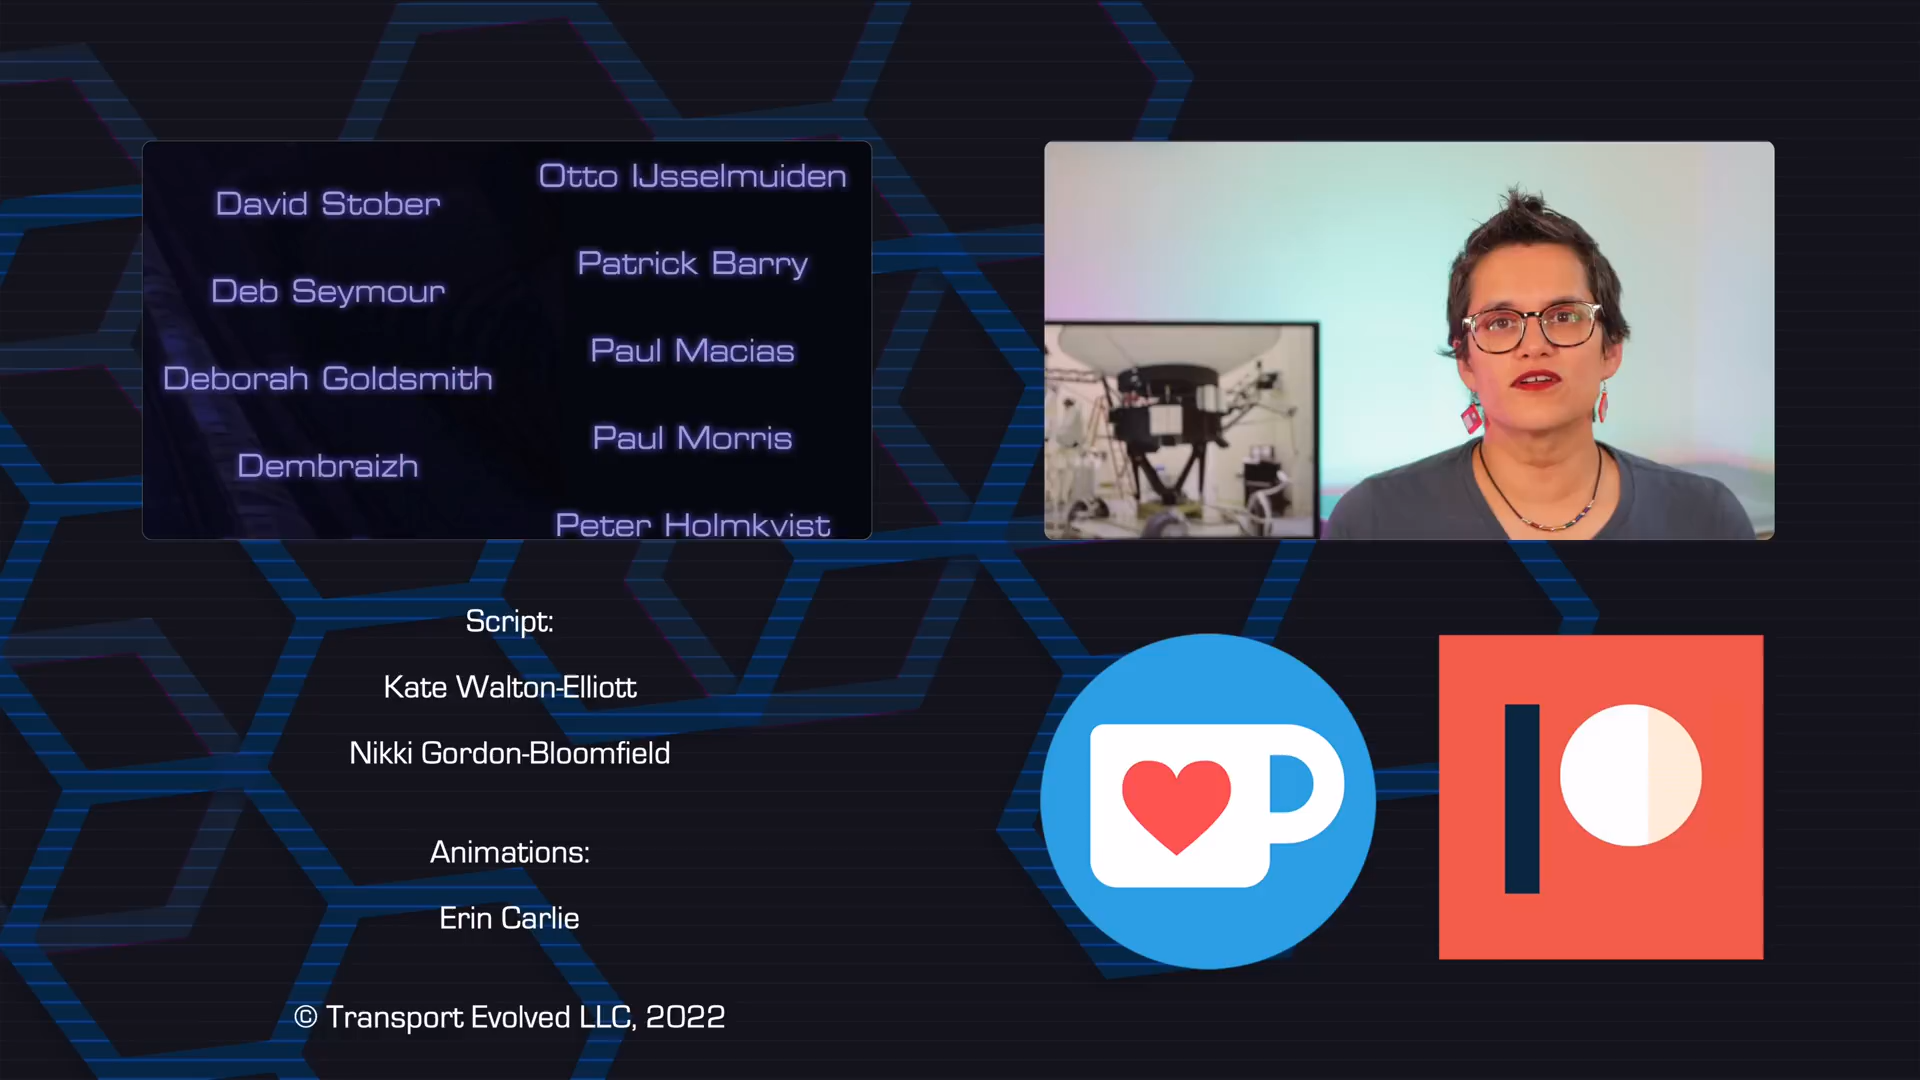 David Stober
Deb Seymour
Deborah Goldsmith
Dembraizh
Otto IJsselmuiden
Patrick Barry
Paul Macias
Paul Morris
Peter Holmkvist
Script:
Kate Walton-Elliott
Nikki Gordon-Bloomfield
Animations:
Erin Carlie
© Transport Evolved LLC, 2022